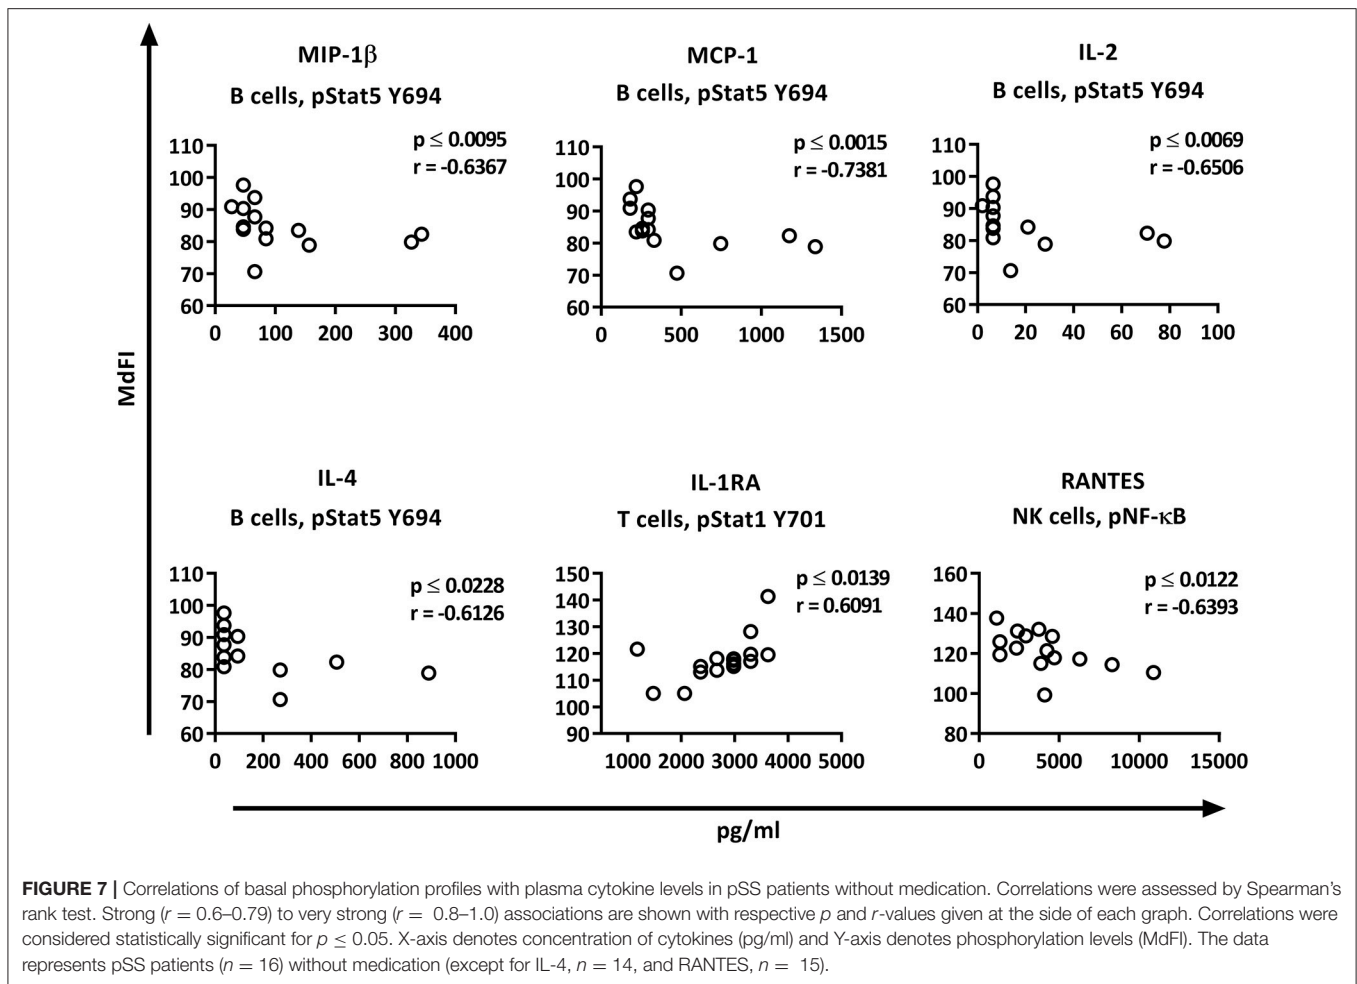 MIP-1β
B cells, pStat5 Y694
p ≤ 0.0095
r = -0.6367
110
100
90
80
70
60
0 100 200 300 400
MCP-1
B cells, pStat5 Y694
p ≤ 0.0015
r = -0.7381
110
100
90
80
70
60
0 500 1000 1500
IL-2
B cells, pStat5 Y694
p ≤ 0.0069
r = -0.6506
110
100
90
80
70
60
0 20 40 60 80 100
MdFI
IL-4
B cells, pStat5 Y694
p ≤ 0.0228
r = -0.6126
110
100
90
80
70
60
0 200 400 600 800 1000
IL-1RA
T cells, pStat1 Y701
p ≤ 0.0139
r = 0.6091
150
140
130
120
110
100
90
1000 2000 3000 4000 5000
RANTES
NK cells, pNF-κB
p ≤ 0.0122
r = -0.6393
160
140
120
100
80
0 5000 10000 15000
pg/ml
FIGURE 7 | Correlations of basal phosphorylation profiles with plasma cytokine levels in pSS patients without medication. Correlations were assessed by Spearman's
rank test. Strong (r = 0.6–0.79) to very strong (r = 0.8–1.0) associations are shown with respective p and r-values given at the side of each graph. Correlations were
considered statistically significant for p ≤ 0.05. X-axis denotes concentration of cytokines (pg/ml) and Y-axis denotes phosphorylation levels (MdFI). The data
represents pSS patients (n = 16) without medication (except for IL-4, n = 14, and RANTES, n = 15).